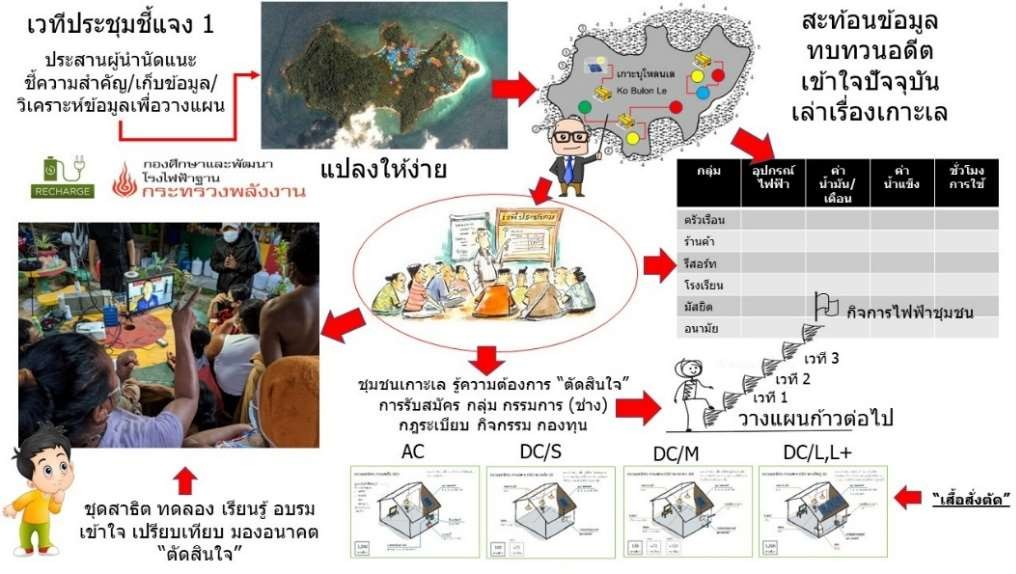 เวทีประชุมชี้แจง 1
ประสานผู้นำนัดแนะ
ชี้ความสำคัญ/เก็บข้อมูล/
วิเคราะห์ข้อมูลเพื่อวางแผน
เกาะบุโหลนเล
Ko Bulon Le
สะท้อนข้อมูล
ทบทวนอดีต
เข้าใจปัจจุบัน
เล่าเรื่องเกาะเล
RECHARGE
กองศึกษาและพัฒนา
โรงไฟฟ้าฐาน
กระทรวงพลังงาน
แปลงให้ง่าย
กลุ่ม อุปกรณ์ไฟฟ้า ค่าน้ำมัน/เดือน ค่าน้ำแข็ง ชั่วโมงการใช้
ครัวเรือน
ร้านค้า
รีสอร์ท
โรงเรียน
มัสยิด
อนามัย
กิจการไฟฟ้าชุมชน
เวที 3
เวที 2
เวที 1
วางแผนก้าวต่อไป
ชุมชนเกาะเล รู้ความต้องการ “ตัดสินใจ”
การรับสมัคร กลุ่ม กรรมการ (ช่าง)
กฎระเบียบ กิจกรรม กองทุน
AC DC/S DC/M DC/L,L+
“เสื้อสั่งตัด”
ชุดสาธิต ทดลอง เรียนรู้ อบรม
เข้าใจ เปรียบเทียบ มองอนาคต
“ตัดสินใจ”